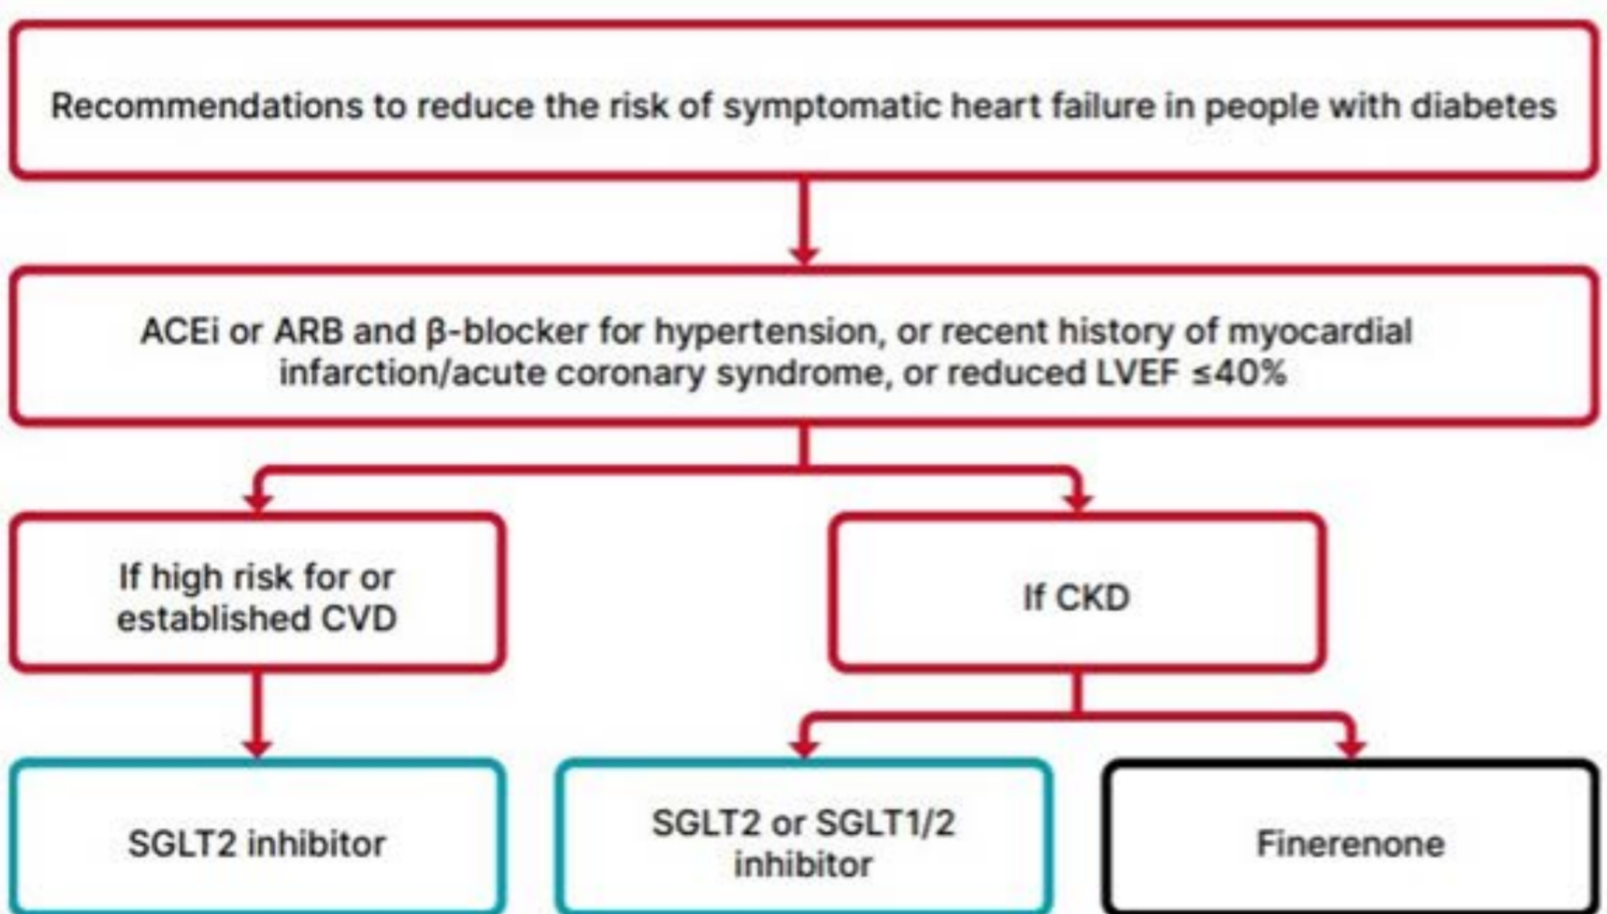 Recommendations to reduce the risk of symptomatic heart failure in people with diabetes
ACEi or ARB and β-blocker for hypertension, or recent history of myocardial
infarction/acute coronary syndrome, or reduced LVEF ≤40%
If high risk for or
established CVD
If CKD
SGLT2 inhibitor
SGLT2 or SGLT1/2
inhibitor
Finerenone